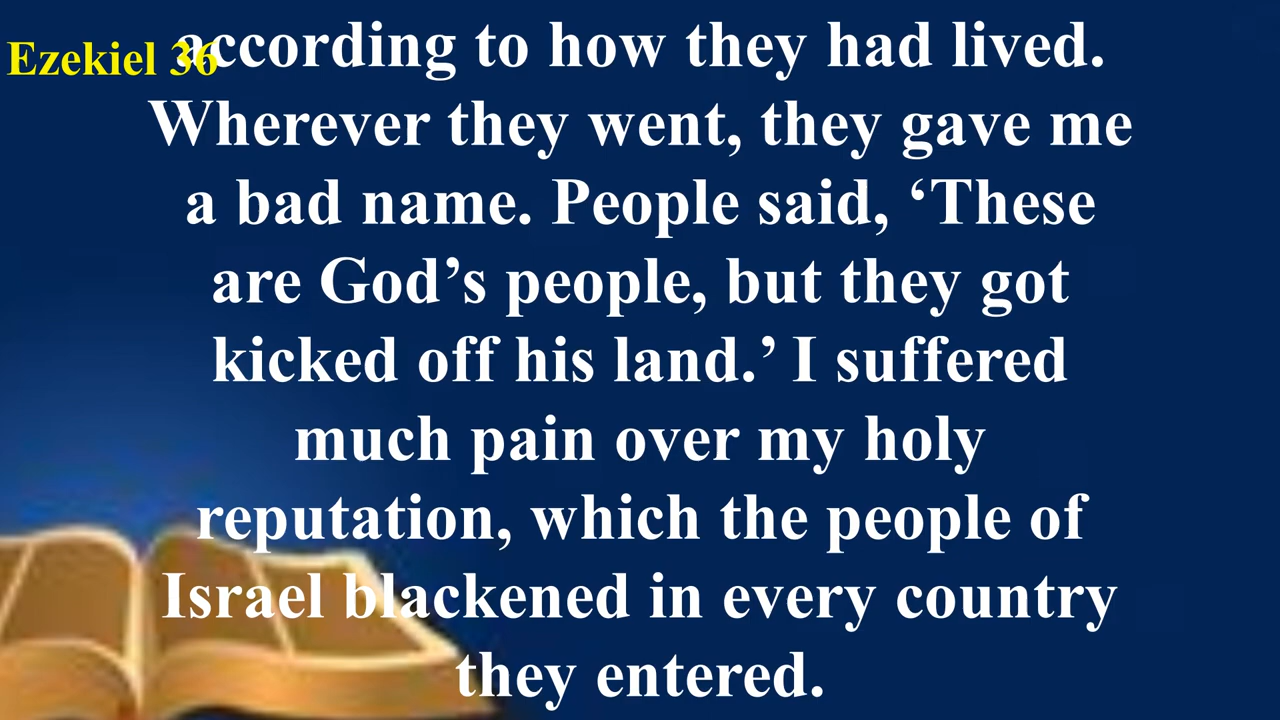 Ezekiel 36
according to how they had lived.
Wherever they went, they gave me
a bad name. People said, ‘These
are God’s people, but they got
kicked off his land.’ I suffered
much pain over my holy
reputation, which the people of
Israel blackened in every country
they entered.